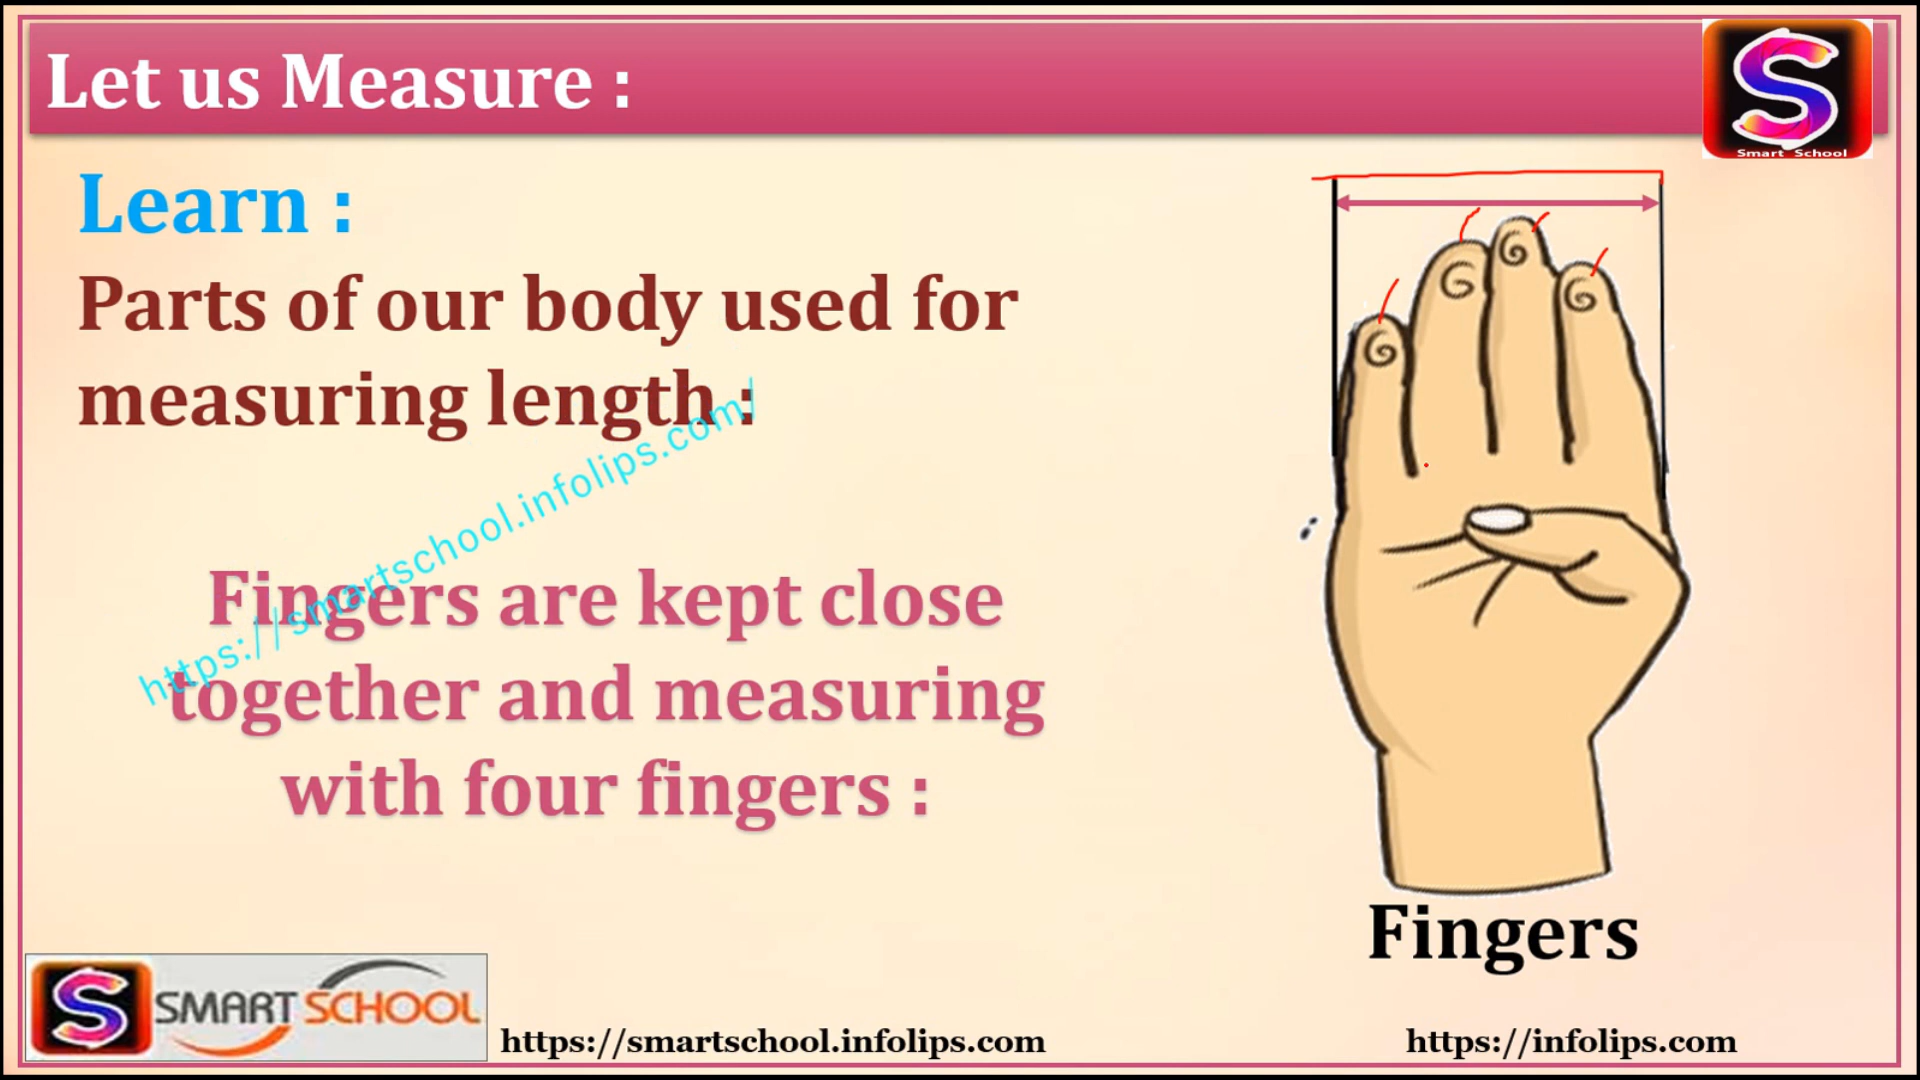 Let us Measure :
S
Smart School
Learn :
Parts of our body used for
measuring length :
https://smartschool.infolips.com/
Fingers are kept close
together and measuring
with four fingers :
Fingers
S SMART SCHOOL
https://smartschool.infolips.com
https://infolips.com